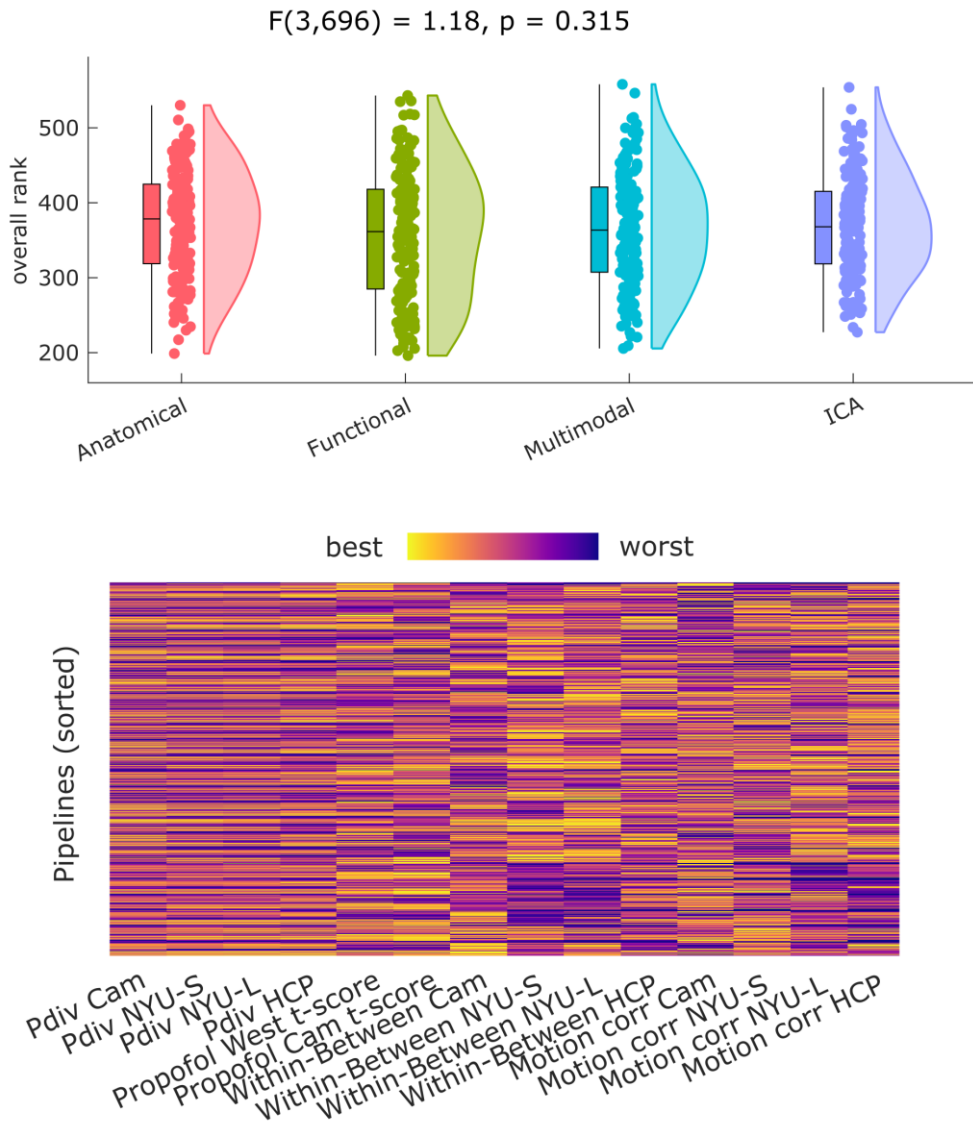 F(3,696) = 1.18, p = 0.315
overall rank
500
400
300
200
Anatomical
Functional
Multimodal
ICA
best
worst
Pipelines (sorted)
Pdiv Cam
Pdiv NYU-S
Pdiv NYU-L
Pdiv HCP
Propofol West t-score
Propofol Cam t-score
Within-Between Cam
Within-Between NYU-S
Within-Between NYU-L
Within-Between HCP
Motion corr Cam
Motion corr NYU-S
Motion corr NYU-L
Motion corr HCP